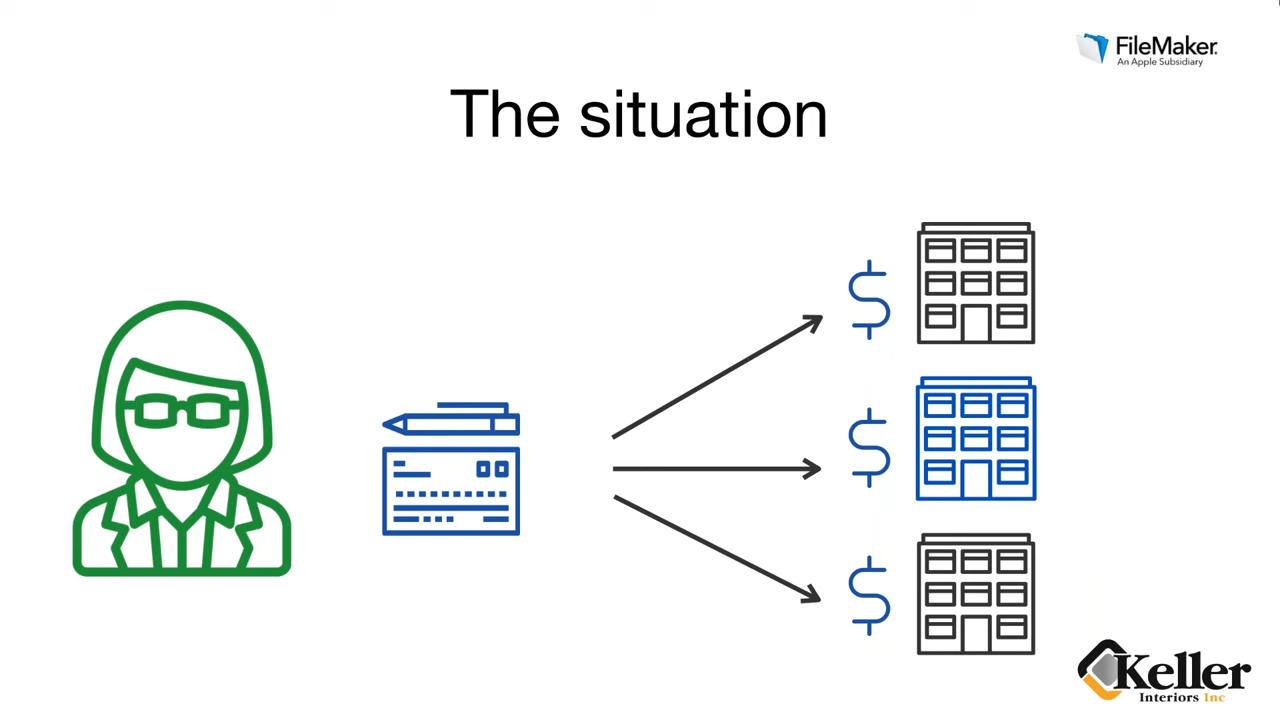 FileMaker.
An Apple Subsidiary
The situation
$
$
$
Keller
Interiors Inc